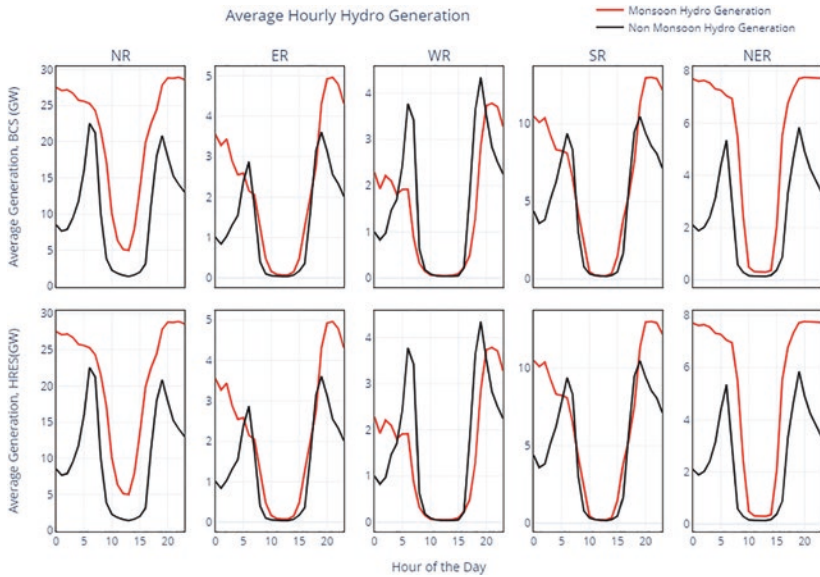 Average Hourly Hydro Generation
Monsoon Hydro Generation
Non Monsoon Hydro Generation
NR ER WR SR NER
Average Generation, BCS (GW)
30 25 20 15 10 5 0
5 4 3 2 1 0
4 3 2 1 0
10 5 0
8 6 4 2 0
Average Generation, HRES(GW)
30 25 20 15 10 5 0
5 4 3 2 1 0
4 3 2 1 0
10 5 0
8 6 4 2 0
0 5 10 15 20 0 5 10 15 20 0 5 10 15 20 0 5 10 15 20 0 5 10 15 20
Hour of the Day